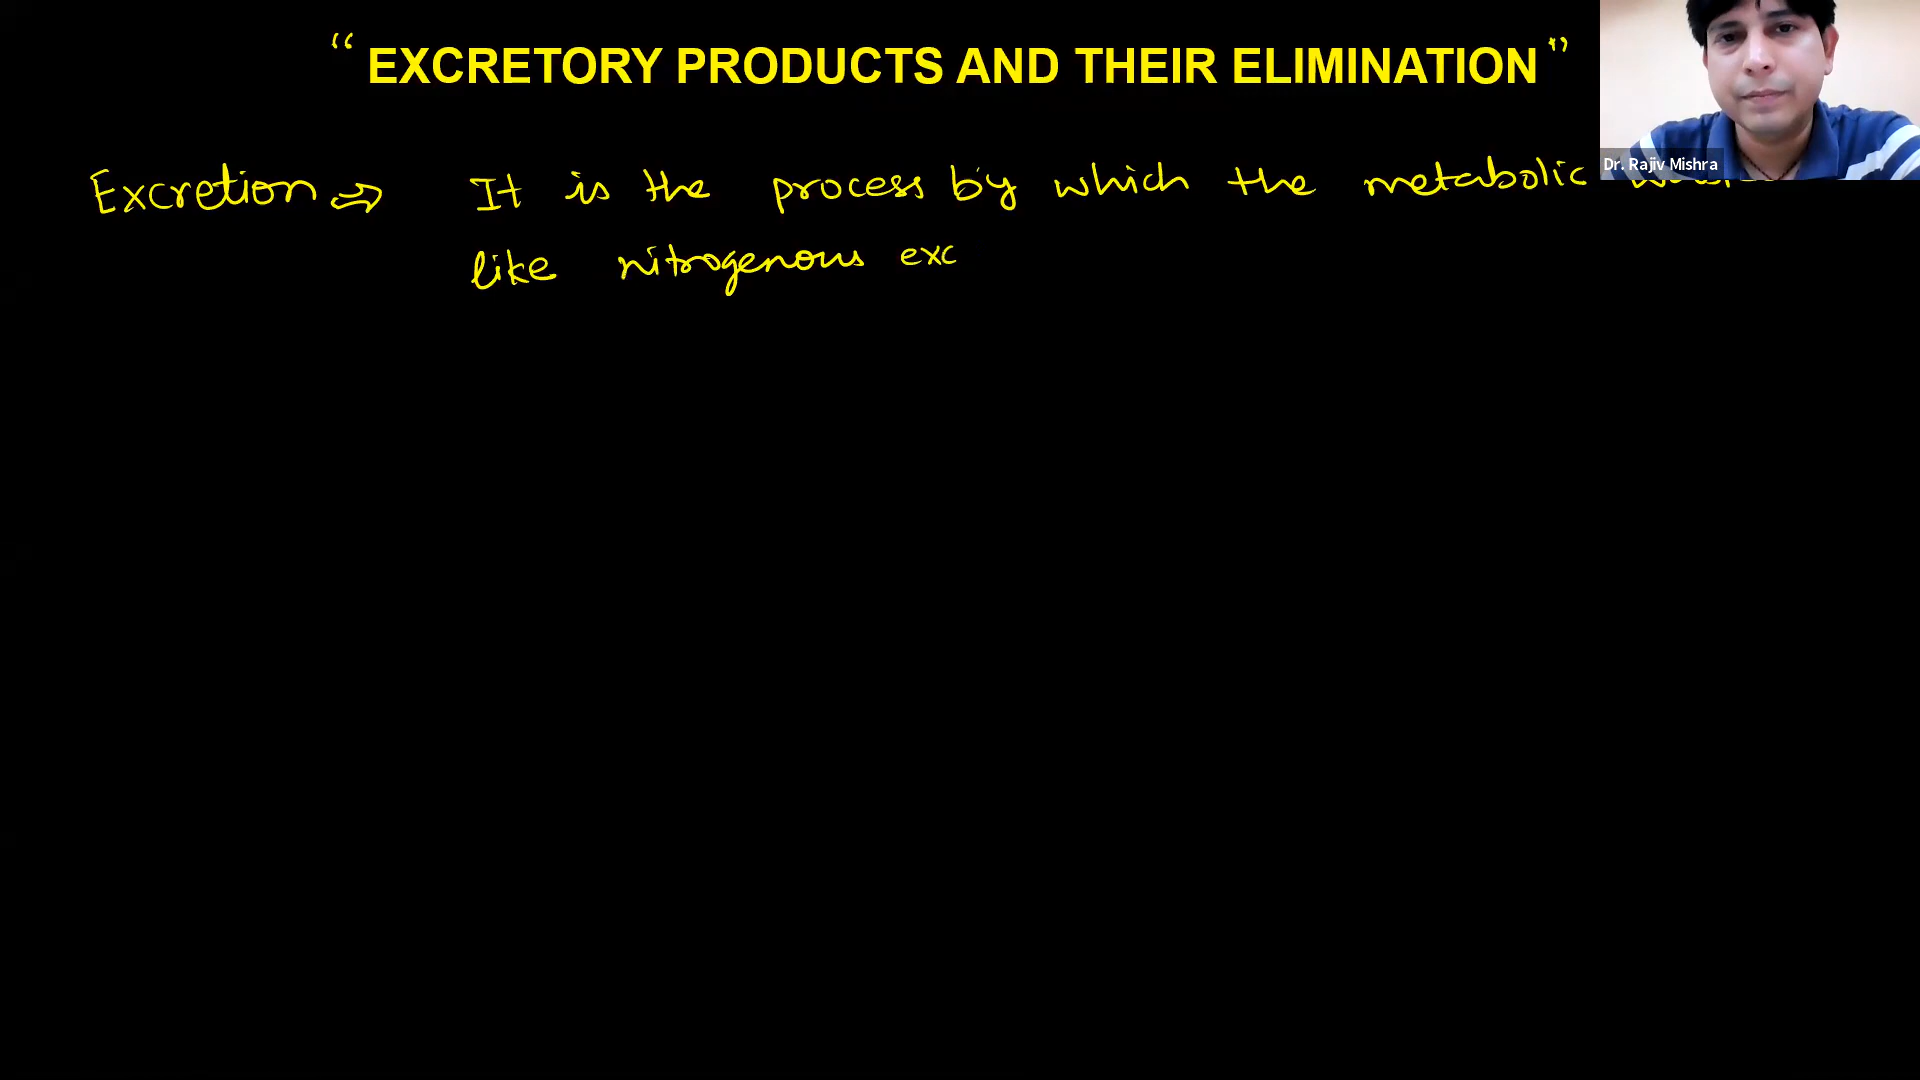 “ EXCRETORY PRODUCTS AND THEIR ELIMINATION ”
Dr. Rajiv Mishra
Excretion ⇒ It is the process by which the metabolic
like nitrogenous exc